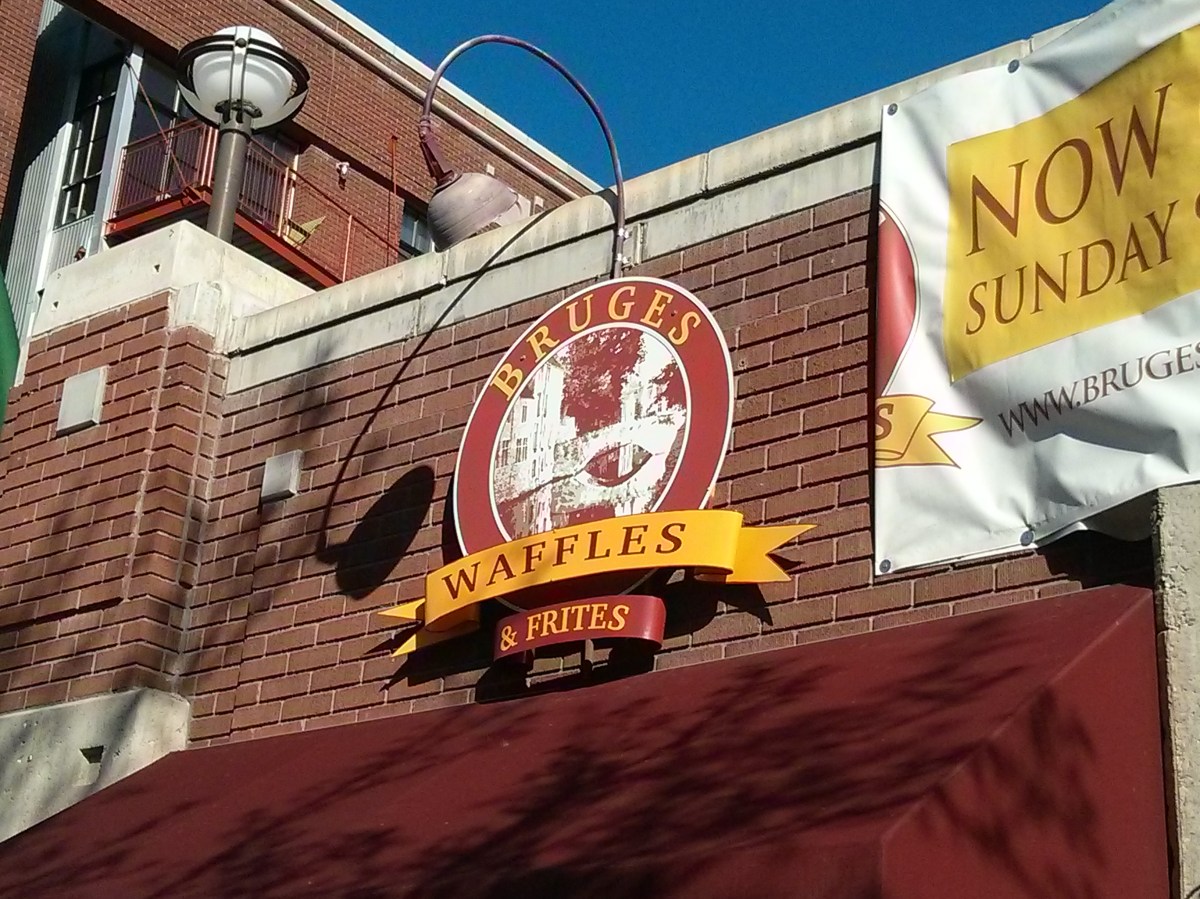 BRUGES
WAFFLES
& FRITES
NOW
SUNDAY
WWW.BRUGES
S